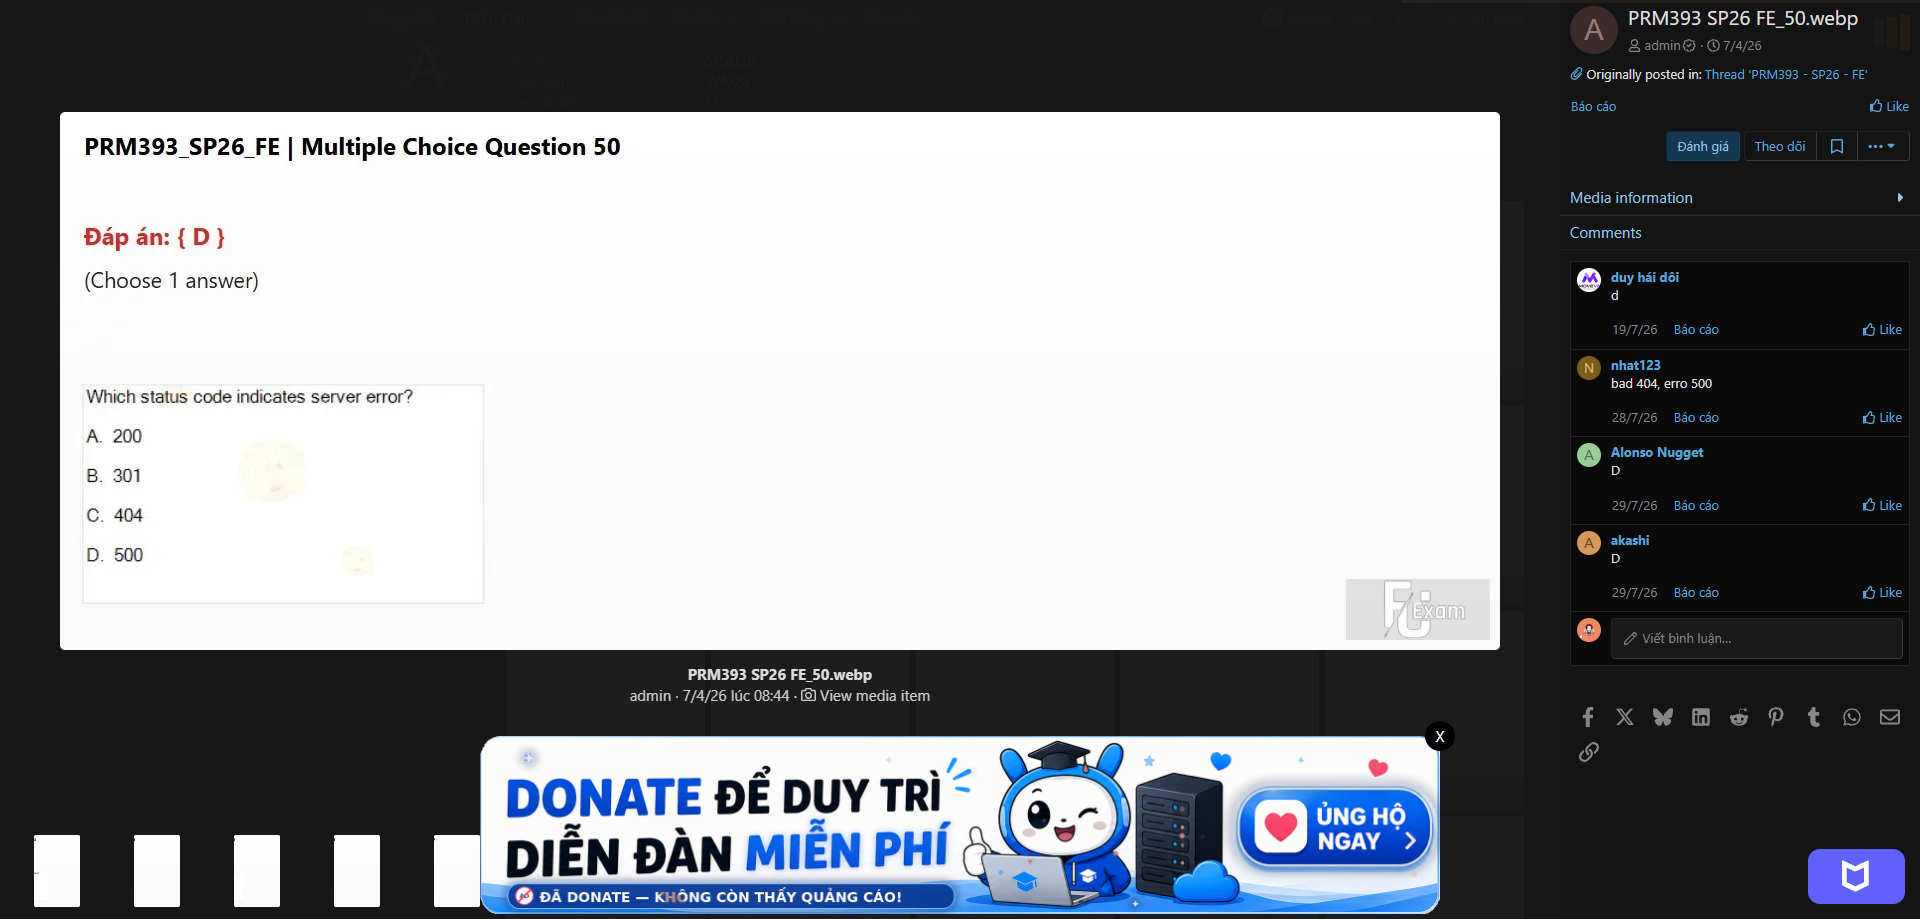 PRM393_SP26_FE | Multiple Choice Question 50
Đáp án: { D }
(Choose 1 answer)
Which status code indicates server error?
A. 200
B. 301
C. 404
D. 500
FU Exam
PRM393 SP26 FE_50.webp
admin · 7/4/26 lúc 08:44 · View media item
X
DONATE ĐỂ DUY TRÌ
DIỄN ĐÀN MIỄN PHÍ
ĐÃ DONATE — KHÔNG CÒN THẤY QUẢNG CÁO!
ỦNG HỘ
NGAY
A
PRM393 SP26 FE_50.webp
admin · 7/4/26
Originally posted in: Thread 'PRM393 - SP26 - FE'
Báo cáo
Like
Đánh giá
Theo dõi
Media information
Comments
duy hái dôi
d
19/7/26 Báo cáo Like
N
nhat123
bad 404, erro 500
28/7/26 Báo cáo Like
A
Alonso Nugget
D
29/7/26 Báo cáo Like
A
akashi
D
29/7/26 Báo cáo Like
Viết bình luận...